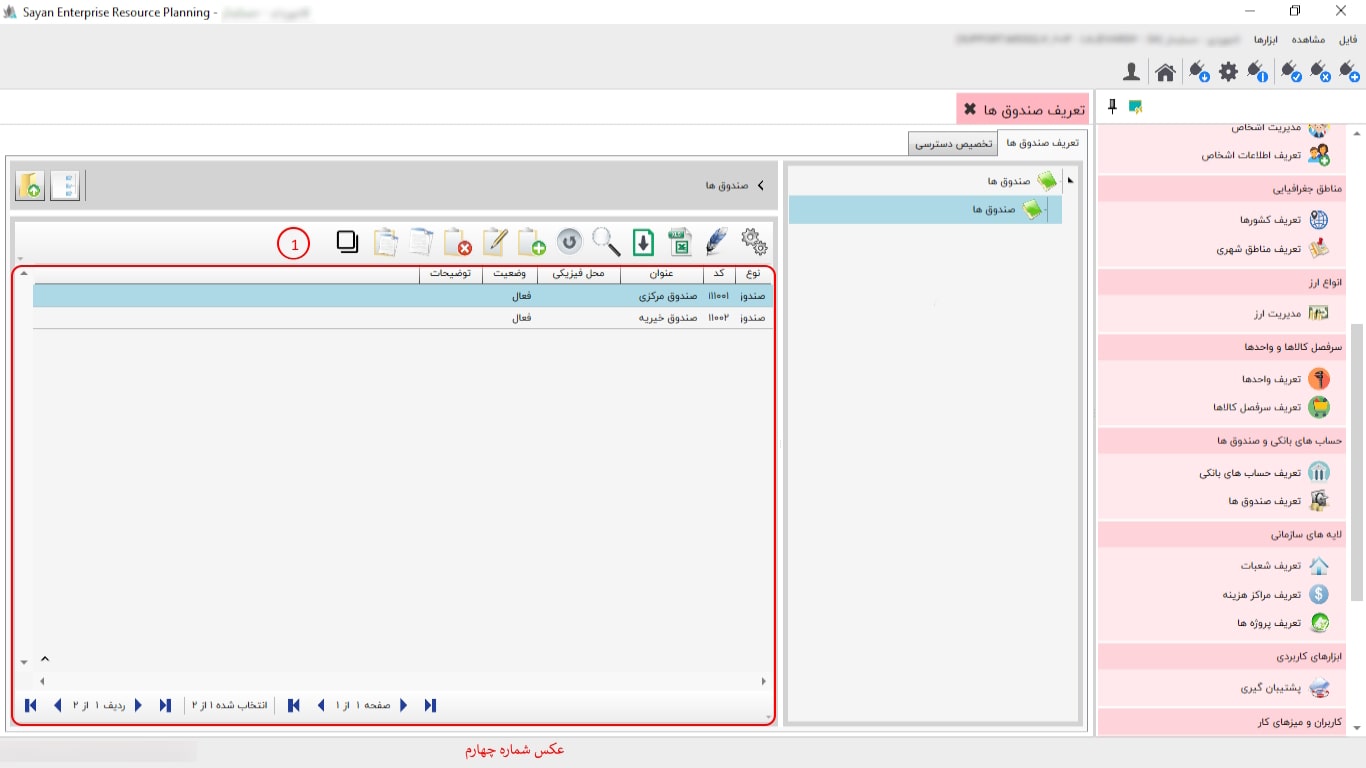 Sayan Enterprise Resource Planning -
فایل
مشاهده
ابزارها
تعریف صندوق ها
تعریف صندوق ها
تخصیص دسترسی
صندوق ها
صندوق ها
صندوق ها
1
نوع
کد
عنوان
محل فیزیکی
وضعیت
توضیحات
صندوز
صندوق مرکزی
فعال
صندوز
۱۱۰۰۲
صندوق خیریه
فعال
صفحه ۱ از ۱
انتخاب شده ۱ از ۲
ردیف ۱ از ۲
مدیریت اشخاص
تعریف اطلاعات اشخاص
مناطق جغرافیایی
تعریف کشورها
تعریف مناطق شهری
انواع ارز
مدیریت ارز
سرفصل کالاها و واحدها
تعریف واحدها
تعریف سرفصل کالاها
حساب های بانکی و صندوق ها
تعریف حساب های بانکی
تعریف صندوق ها
لایه های سازمانی
تعریف شعبات
تعریف مراکز هزینه
تعریف پروژه ها
ابزارهای کاربردی
پشتیبان گیری
کاربران و میزهای کار
عکس شماره چهارم